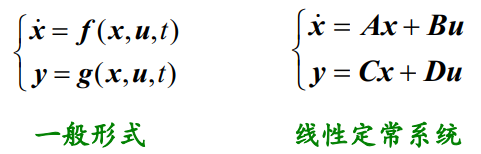 ẋ = f(x,u,t)
y = g(x,u,t)
一般形式
ẋ = Ax + Bu
y = Cx + Du
线性定常系统